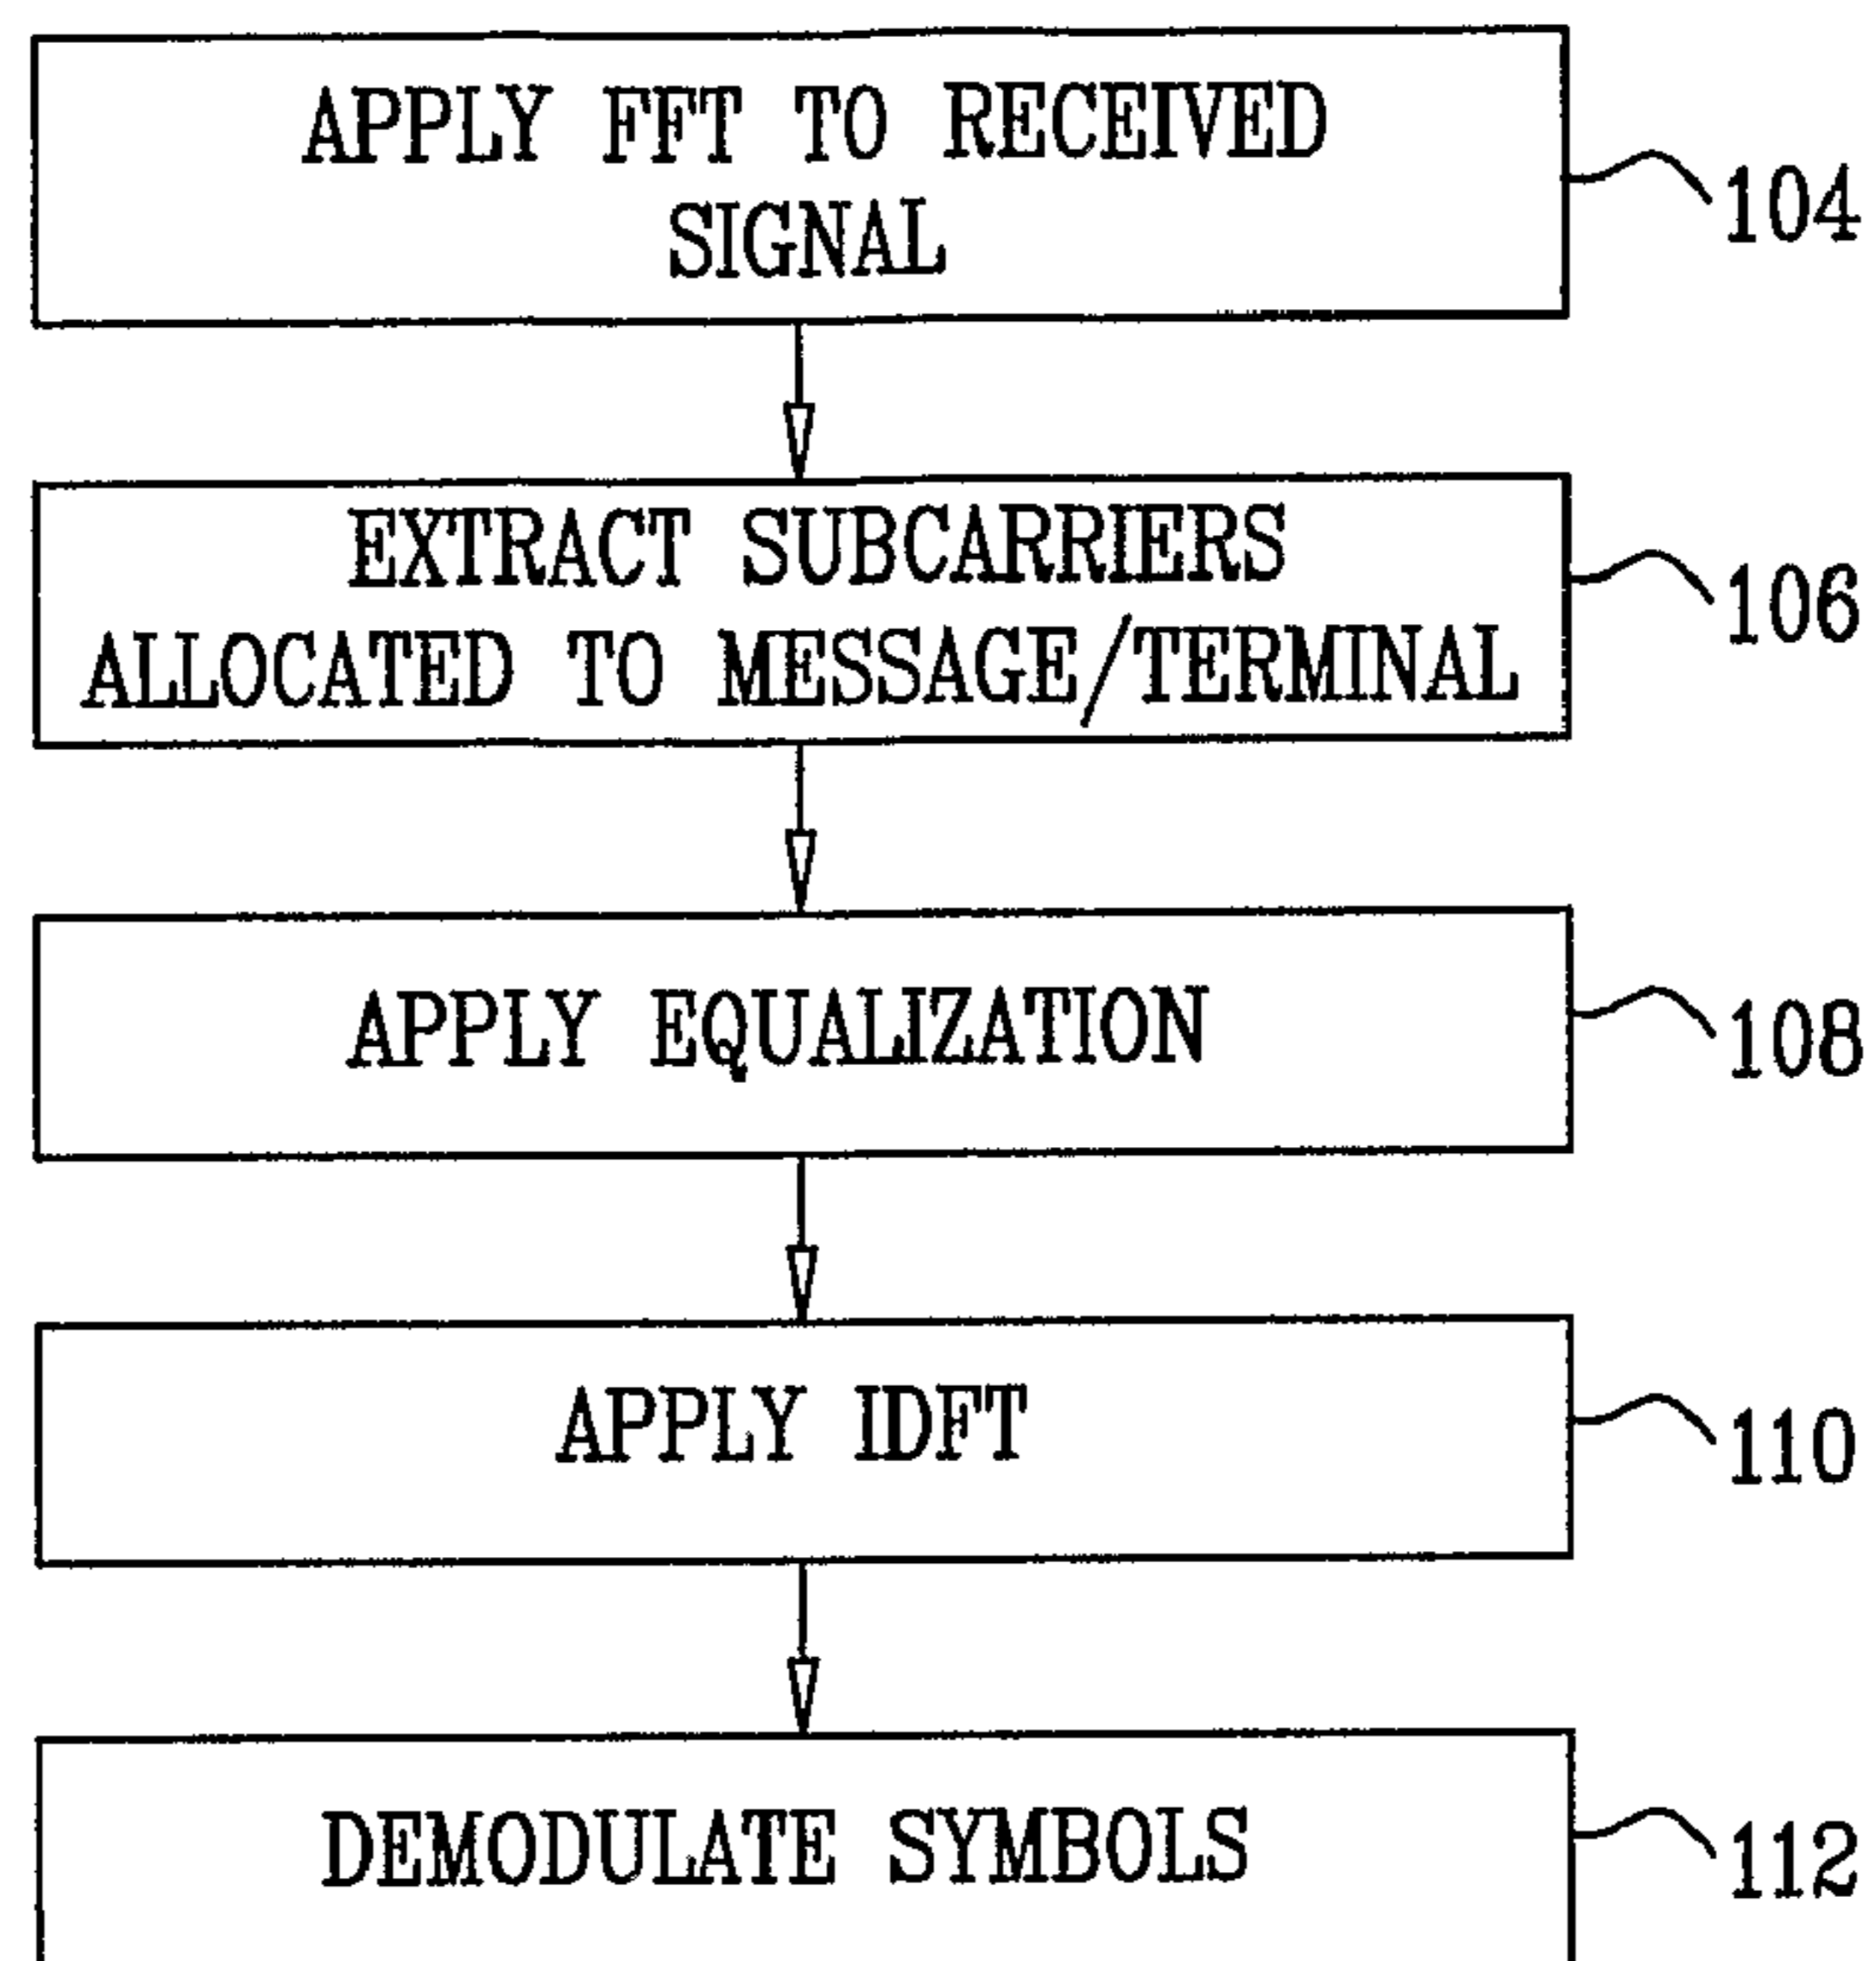 APPLY FFT TO RECEIVED
SIGNAL
104
EXTRACT SUBCARRIERS
ALLOCATED TO MESSAGE/TERMINAL
106
APPLY EQUALIZATION
108
APPLY IDFT
110
DEMODULATE SYMBOLS
112